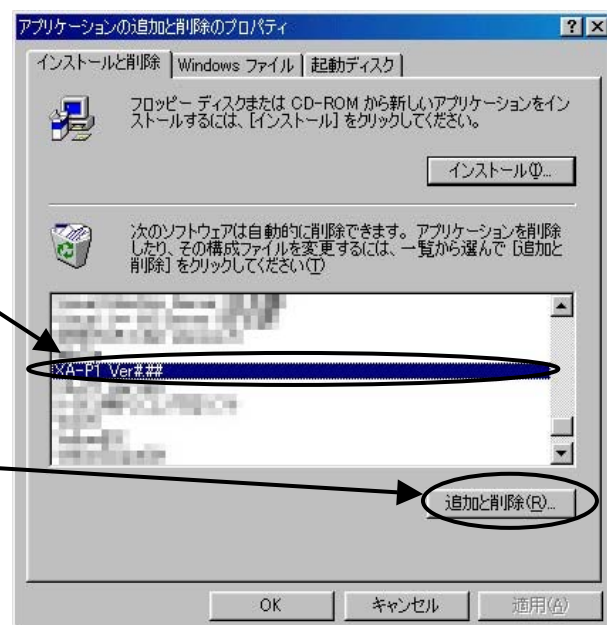 アプリケーションの追加と削除のプロパティ
インストールと削除 Windows ファイル 起動ディスク
フロッピー ディスクまたは CD-ROM から新しいアプリケーションをイン
ストールするには、[インストール] をクリックしてください。
インストール(I)...
次のソフトウェアは自動的に削除できます。アプリケーションを削除
したり、その構成ファイルを変更するには、一覧から選んで [追加と
削除] をクリックしてください(T)
XA-P1 Ver#.##
追加と削除(R)...
OK キャンセル 適用(A)